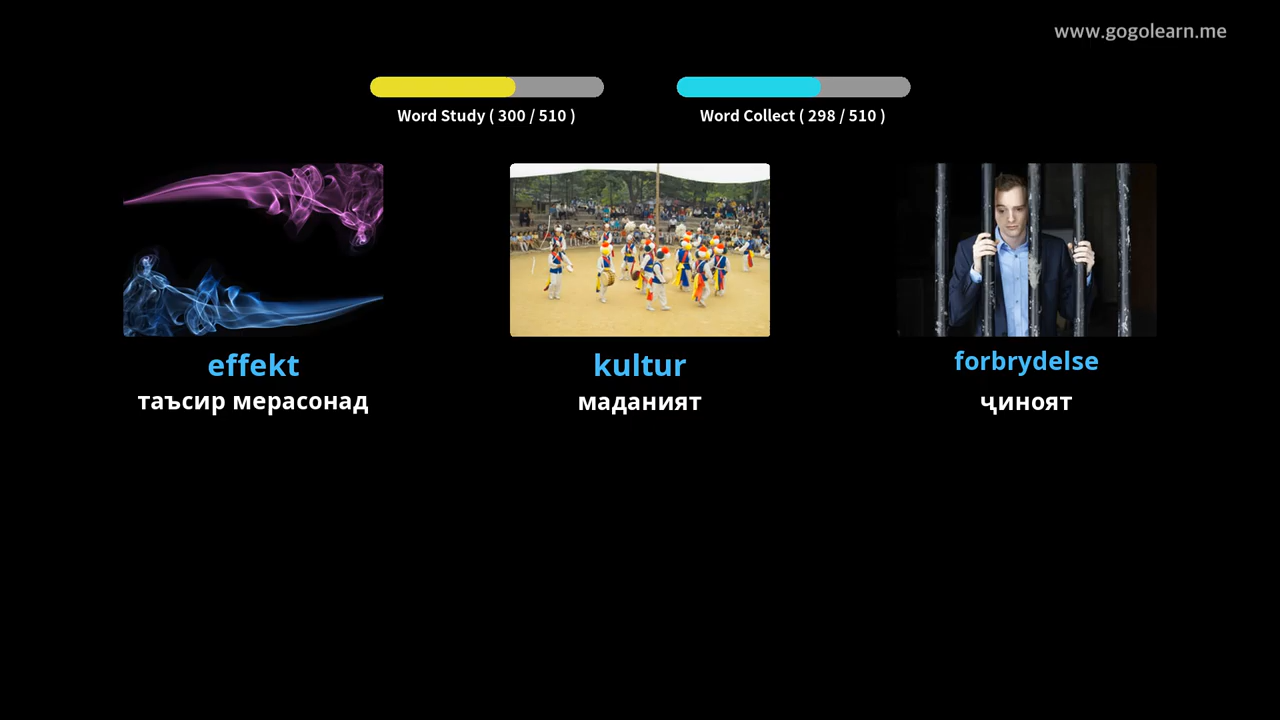 www.gogolearn.me
Word Study ( 300 / 510 )
Word Collect ( 298 / 510 )
effekt
таъсир мерасонад
kultur
маданият
forbrydelse
ҷиноят